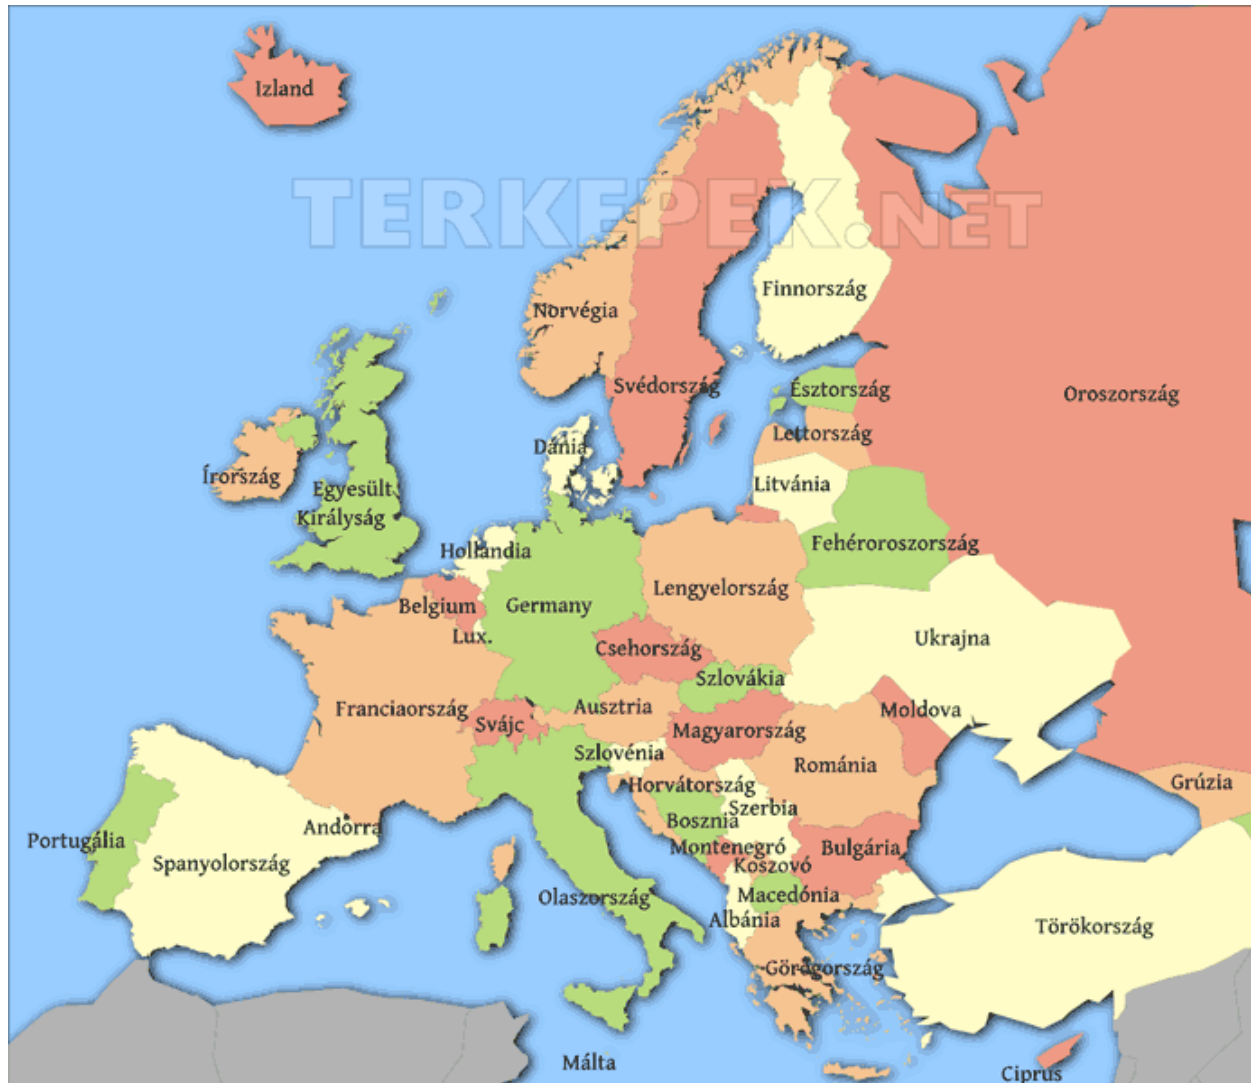 Izland
TERKEPEK.NET
Finnország
Norvégia
Svédország
Észtország
Oroszország
Lettország
Dánia
Írország
Litvánia
Egyesült
Királyság
Fehéroroszország
Hollandia
Lengyelország
Belgium
Germany
Lux.
Ukrajna
Csehország
Szlovákia
Franciaország
Ausztria
Moldova
Svájc
Magyarország
Szlovénia
Románia
Grúzia
Horvátország
Szerbia
Andorra
Bosznia
Portugália
Montenegró
Bulgária
Spanyolország
Koszovó
Olaszország
Macedónia
Albánia
Törökország
Görögország
Málta
Ciprus